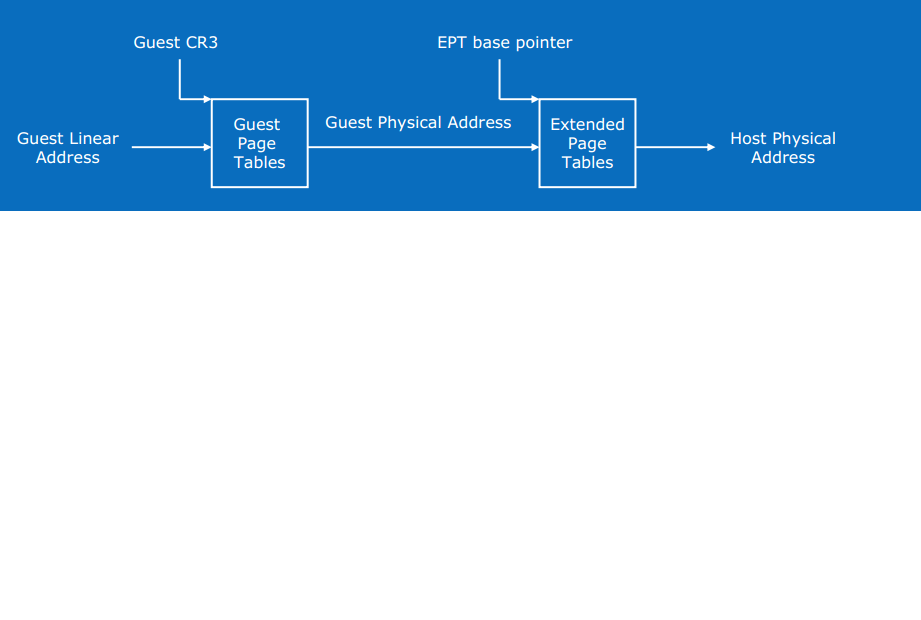 Guest CR3
EPT base pointer
Guest Linear
Address
Guest
Page
Tables
Guest Physical Address
Extended
Page
Tables
Host Physical
Address